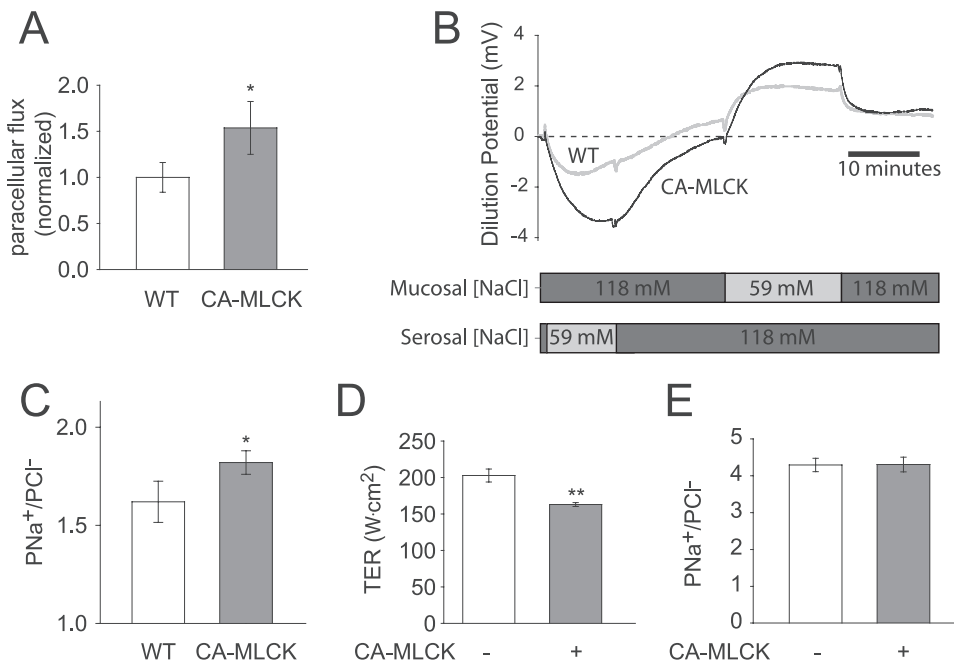 A
paracellular flux
(normalized)
2.0
1.5
1.0
0.5
0.0
*
WT
CA-MLCK
B
Dilution Potential (mV)
4
2
0
-2
-4
WT
CA-MLCK
10 minutes
Mucosal [NaCl]
118 mM
59 mM
118 mM
Serosal [NaCl]
59 mM
118 mM
C
PNa+/PCl-
2.0
1.5
1.0
*
WT
CA-MLCK
D
TER (W·cm2)
250
200
150
100
50
0
**
CA-MLCK
-
+
E
PNa+/PCl-
5
4
3
2
1
0
CA-MLCK
-
+